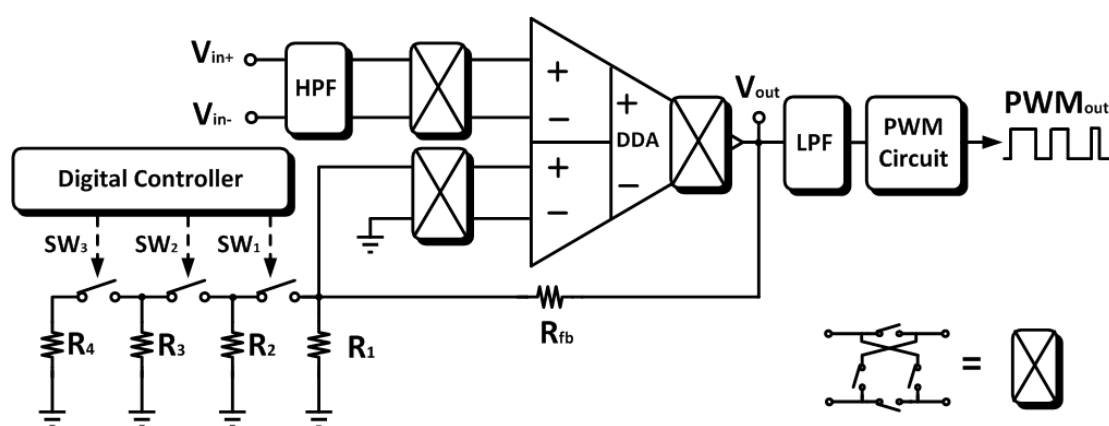 Vin+
Vin-
HPF
+
−
+
−
+
DDA
−
Vout
LPF
PWM
Circuit
PWMout
Digital Controller
SW3
SW2
SW1
R4
R3
R2
R1
Rfb
=